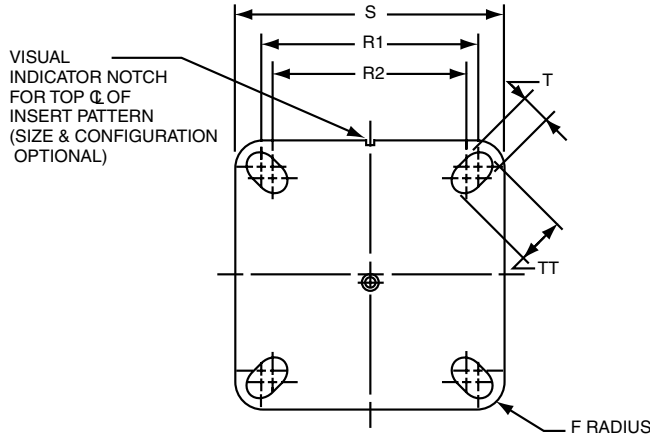 S
R1
R2
T
VISUAL
INDICATOR NOTCH
FOR TOP ℄ OF
INSERT PATTERN
(SIZE & CONFIGURATION
OPTIONAL)
TT
F RADIUS